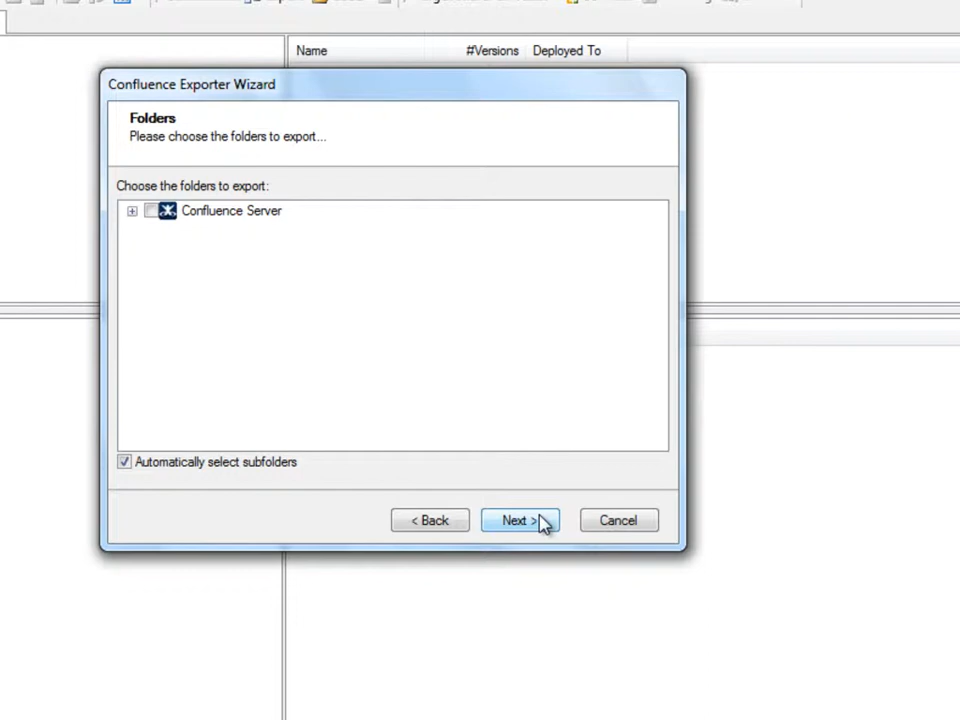 Name #Versions Deployed To
Confluence Exporter Wizard
Folders
Please choose the folders to export...
Choose the folders to export:
Confluence Server
Automatically select subfolders
< Back Next > Cancel